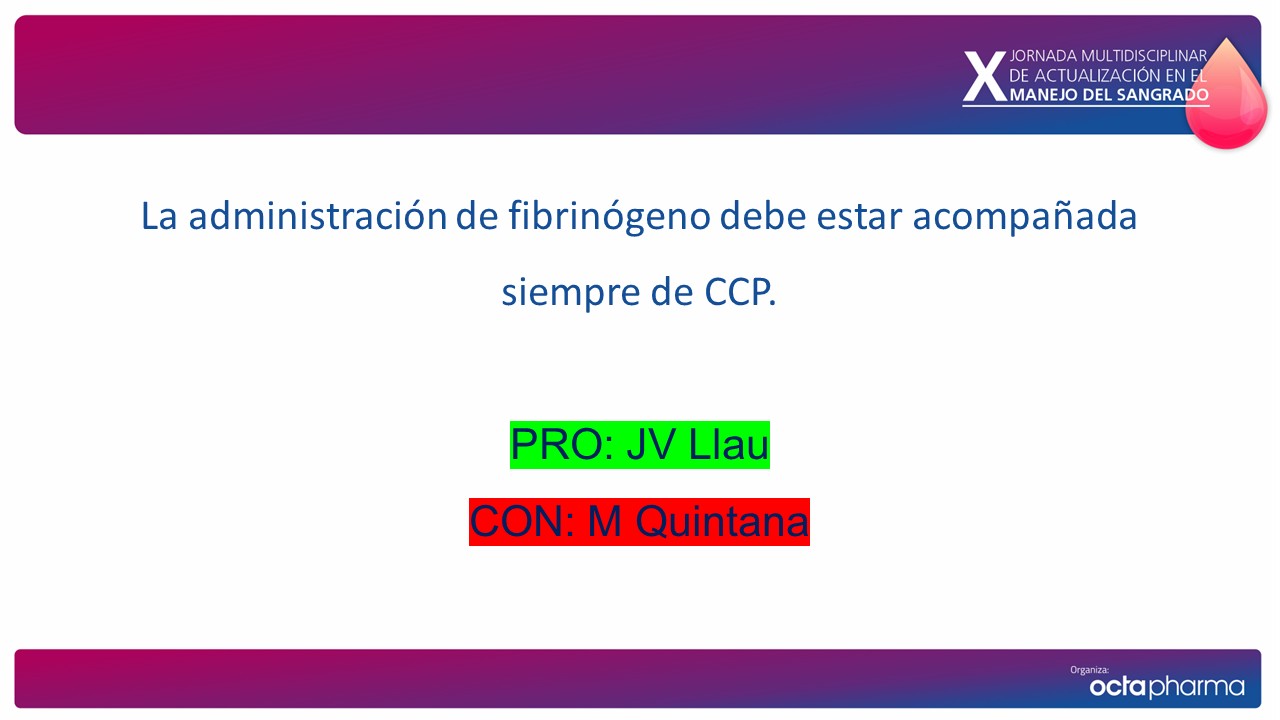 X JORNADA MULTIDISCIPLINAR
DE ACTUALIZACIÓN EN EL
MANEJO DEL SANGRADO
La administración de fibrinógeno debe estar acompañada
siempre de CCP.
PRO: JV Llau
CON: M Quintana
Organiza:
octapharma